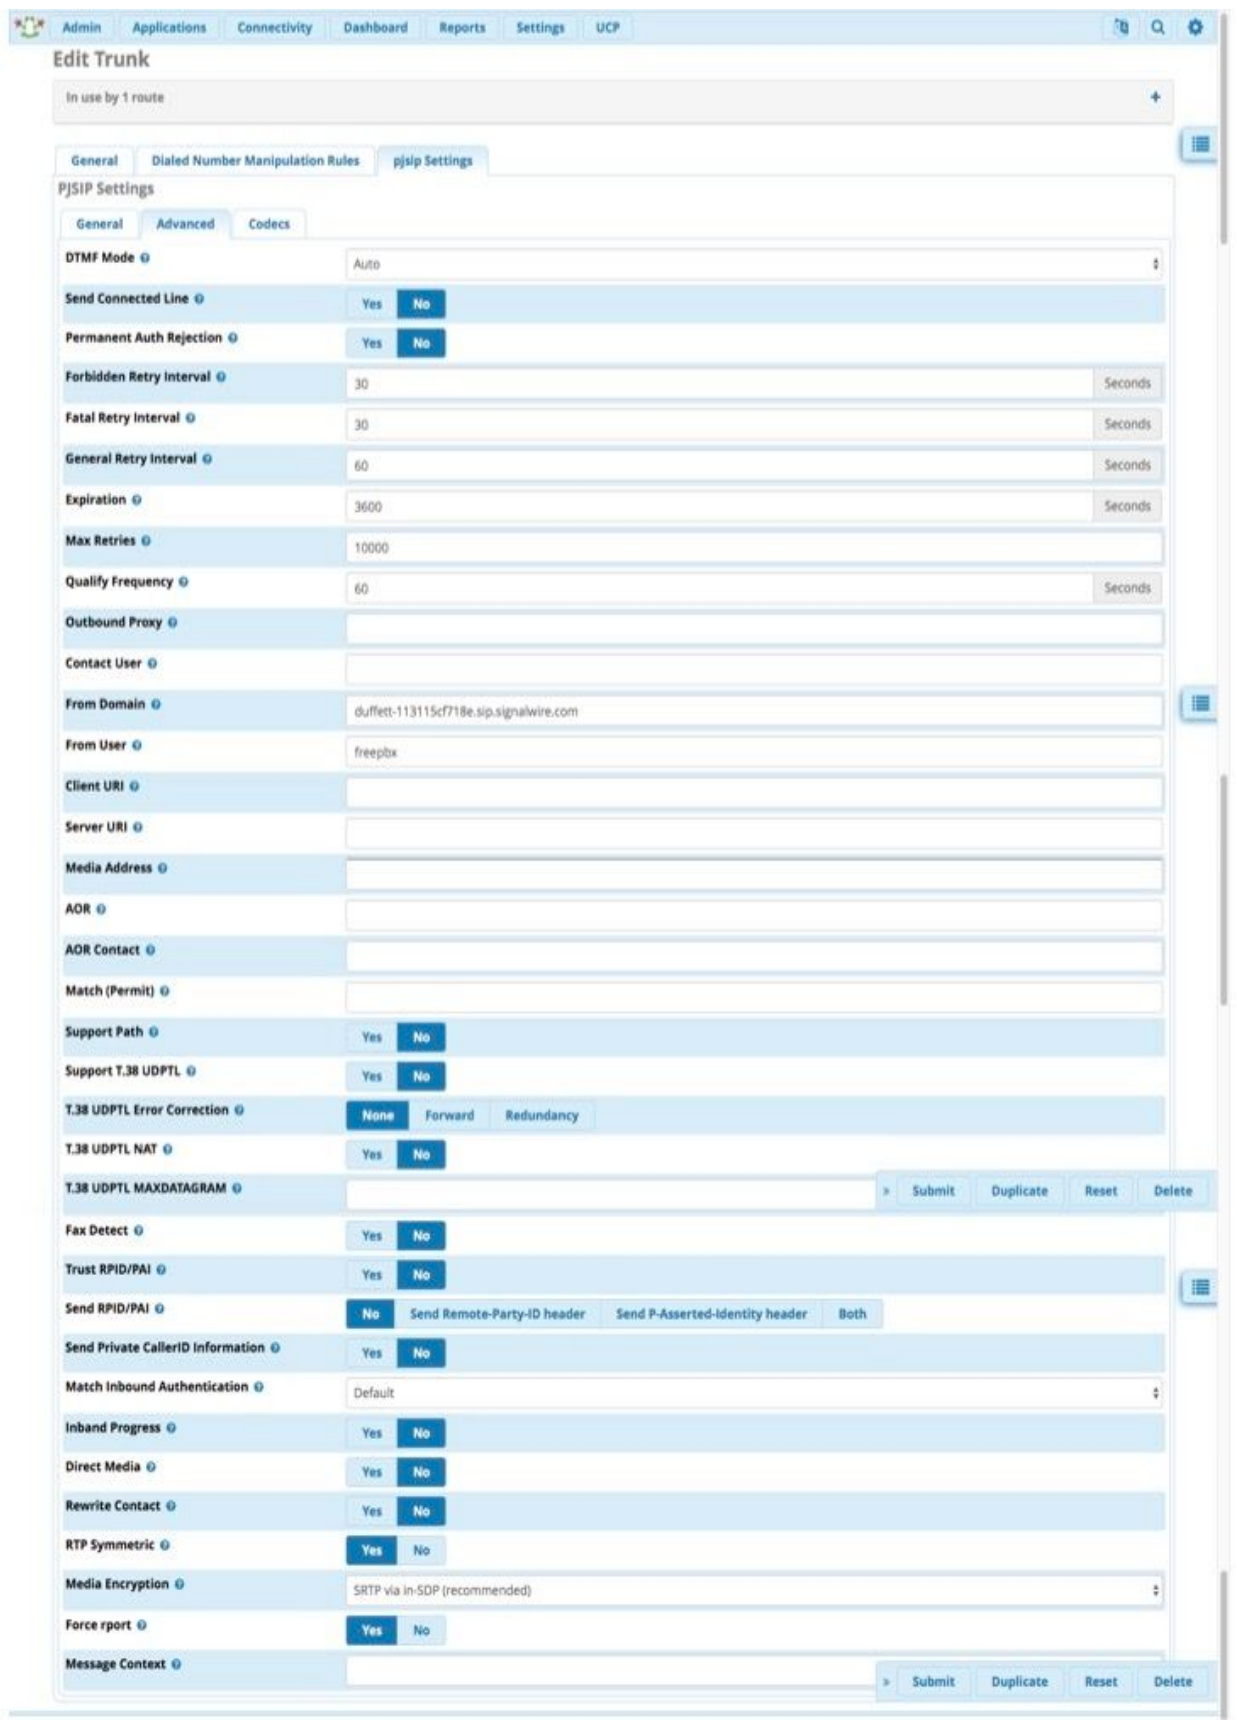 Admin Applications Connectivity Dashboard Reports Settings UCP
Edit Trunk
In use by 1 route +
General Dialed Number Manipulation Rules pjsip Settings
PJSIP Settings
General Advanced Codecs
DTMF Mode Auto
Send Connected Line Yes No
Permanent Auth Rejection Yes No
Forbidden Retry Interval 30 Seconds
Fatal Retry Interval 30 Seconds
General Retry Interval 60 Seconds
Expiration 3600 Seconds
Max Retries 10000
Qualify Frequency 60 Seconds
Outbound Proxy
Contact User
From Domain duffett-113115cf718e.sip.signalwire.com
From User freepbx
Client URI
Server URI
Media Address
AOR
AOR Contact
Match (Permit)
Support Path Yes No
Support T.38 UDPTL Yes No
T.38 UDPTL Error Correction None Forward Redundancy
T.38 UDPTL NAT Yes No
T.38 UDPTL MAXDATAGRAM » Submit Duplicate Reset Delete
Fax Detect Yes No
Trust RPID/PAI Yes No
Send RPID/PAI No Send Remote-Party-ID header Send P-Asserted-Identity header Both
Send Private CallerID Information Yes No
Match Inbound Authentication Default
Inband Progress Yes No
Direct Media Yes No
Rewrite Contact Yes No
RTP Symmetric Yes No
Media Encryption SRTP via in-SDP (recommended)
Force rport Yes No
Message Context » Submit Duplicate Reset Delete